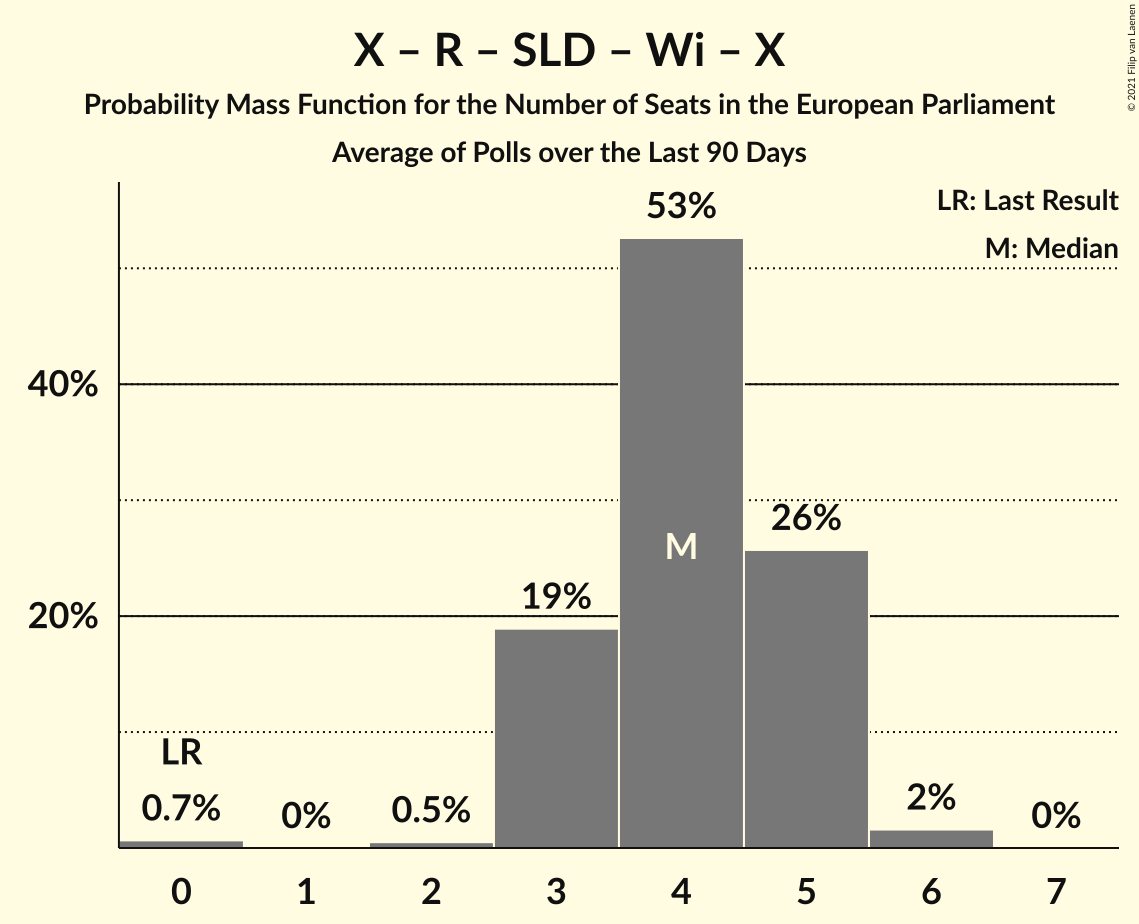 X – R – SLD – Wi – X
Probability Mass Function for the Number of Seats in the European Parliament
Average of Polls over the Last 90 Days
© 2021 Filip van Laenen
LR: Last Result
M: Median
53%
40%
26%
M
19%
20%
LR
0.7%
0%
0.5%
2%
0%
0 1 2 3 4 5 6 7